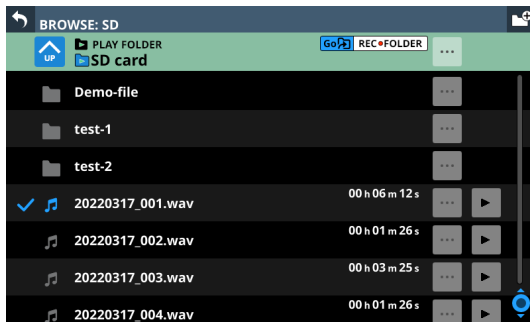 BROWSE: SD
PLAY FOLDER
SD card
Go REC●FOLDER
UP
Demo-file
test-1
test-2
20220317_001.wav 00 h 06 m 12 s
20220317_002.wav 00 h 01 m 26 s
20220317_003.wav 00 h 03 m 25 s
20220317_004.wav 00 h 01 m 26 s